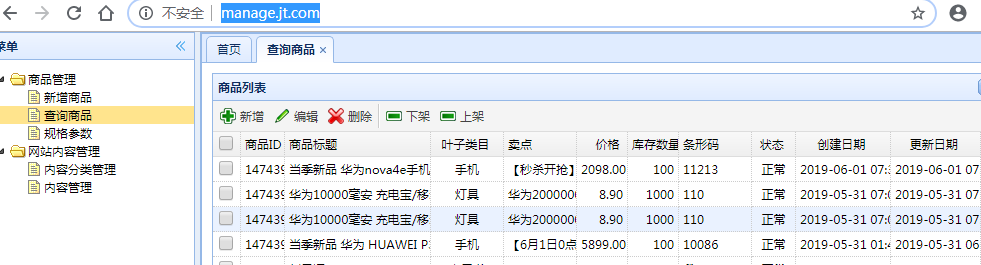 不安全 manage.jt.com
菜单
商品管理
新增商品
查询商品
规格参数
网站内容管理
内容分类管理
内容管理
首页 查询商品
商品列表
新增 编辑 删除 下架 上架
商品ID 商品标题 叶子类目 卖点 价格 库存数量 条形码 状态 创建日期 更新日期
147439 当季新品 华为nova4e手机 手机 【秒杀开抢】 2098.00 100 11213 正常 2019-06-01 07: 2019-06-01 07
147439 华为10000毫安 充电宝/移 灯具 华为2000000 8.90 1000 110 正常 2019-05-31 07:0 2019-05-31 07
147439 华为10000毫安 充电宝/移 灯具 华为2000000 8.90 1000 110 正常 2019-05-31 07:0 2019-05-31 07
147439 当季新品 华为 HUAWEI P 手机 【6月1日0点 5899.00 100 10086 正常 2019-05-31 01:4 2019-05-31 06